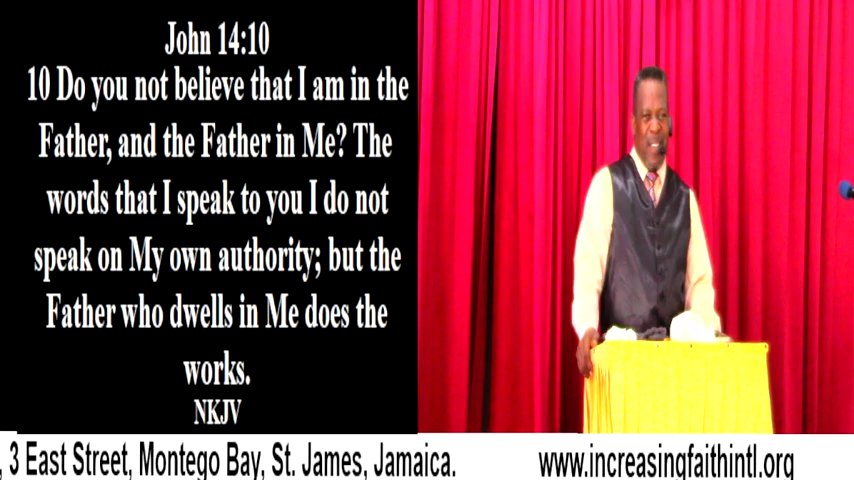 John 14:10
10 Do you not believe that I am in the
Father, and the Father in Me? The
words that I speak to you I do not
speak on My own authority; but the
Father who dwells in Me does the
works.
NKJV
, 3 East Street, Montego Bay, St. James, Jamaica. www.increasingfaithintl.org